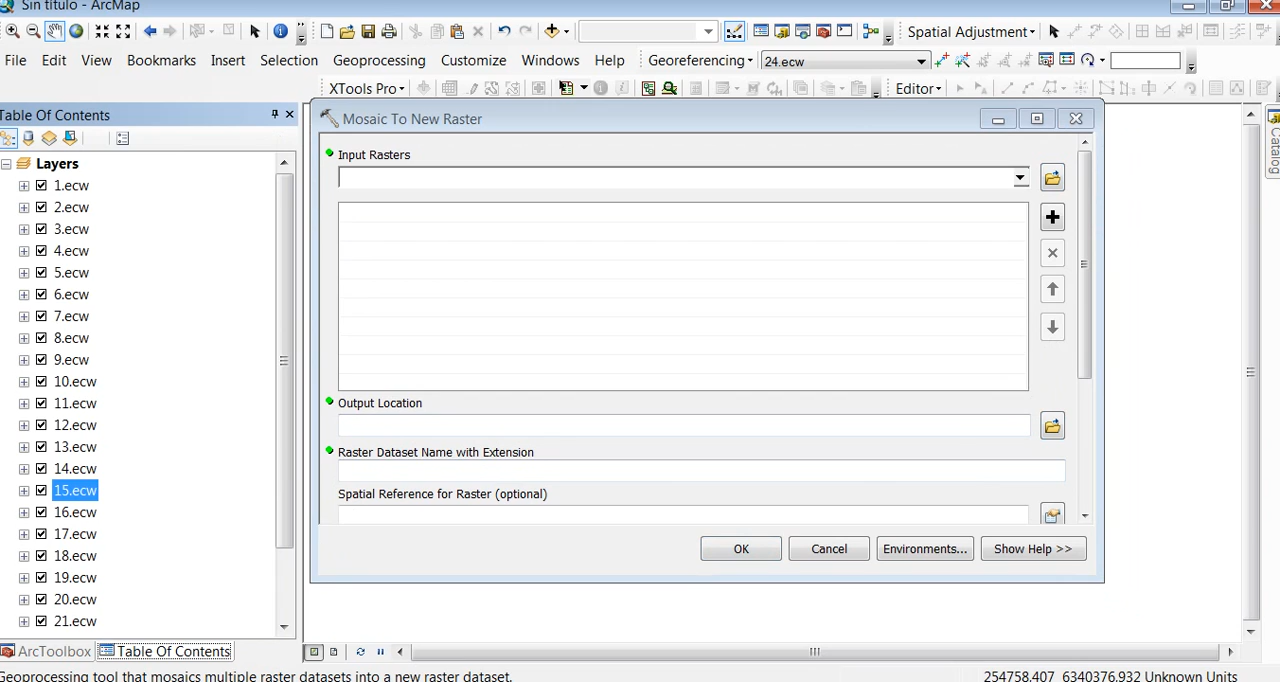 Sin título - ArcMap
File Edit View Bookmarks Insert Selection Geoprocessing Customize Windows Help
Spatial Adjustment
Georeferencing 24.ecw
XTools Pro
Editor
Table Of Contents
Layers
1.ecw
2.ecw
3.ecw
4.ecw
5.ecw
6.ecw
7.ecw
8.ecw
9.ecw
10.ecw
11.ecw
12.ecw
13.ecw
14.ecw
15.ecw
16.ecw
17.ecw
18.ecw
19.ecw
20.ecw
21.ecw
ArcToolbox Table Of Contents
Mosaic To New Raster
Input Rasters
Output Location
Raster Dataset Name with Extension
Spatial Reference for Raster (optional)
OK Cancel Environments... Show Help >>
Catalog
Geoprocessing tool that mosaics multiple raster datasets into a new raster dataset.
254758.407 6340376.932 Unknown Units